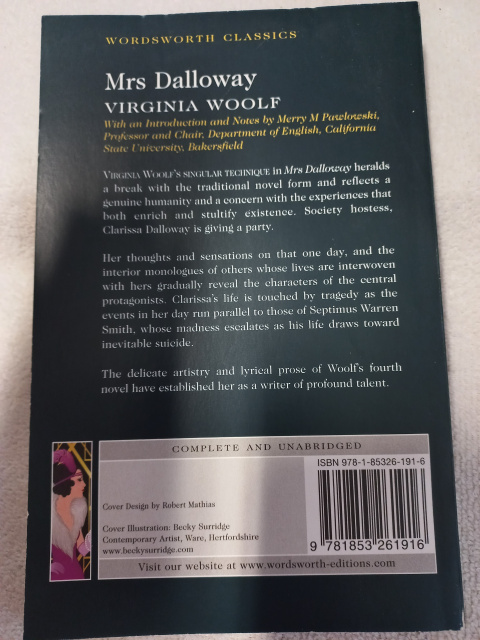 WORDSWORTH CLASSICS
Mrs Dalloway
VIRGINIA WOOLF
With an Introduction and Notes by Merry M Pawlowski,
Professor and Chair, Department of English, California
State University, Bakersfield
VIRGINIA WOOLF'S SINGULAR TECHNIQUE in Mrs Dalloway heralds
a break with the traditional novel form and reflects a
genuine humanity and a concern with the experiences that
both enrich and stultify existence. Society hostess,
Clarissa Dalloway is giving a party.
Her thoughts and sensations on that one day, and the
interior monologues of others whose lives are interwoven
with hers gradually reveal the characters of the central
protagonists. Clarissa's life is touched by tragedy as the
events in her day run parallel to those of Septimus Warren
Smith, whose madness escalates as his life draws toward
inevitable suicide.
The delicate artistry and lyrical prose of Woolf's fourth
novel have established her as a writer of profound talent.
COMPLETE AND UNABRIDGED
ISBN 978-1-85326-191-6
Cover Design by Robert Mathias
Cover Illustration: Becky Surridge
Contemporary Artist, Ware, Hertfordshire
www.beckysurridge.com
9 781853 261916
Visit our website at www.wordsworth-editions.com